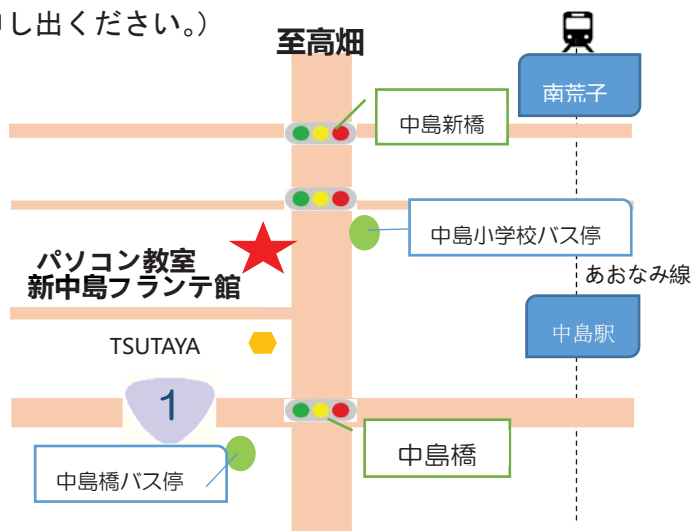 申し出ください。）
至高畑
南荒子
中島新橋
中島小学校バス停
パソコン教室
新中島フランテ館
あおなみ線
中島駅
TSUTAYA
1
中島橋
中島橋バス停